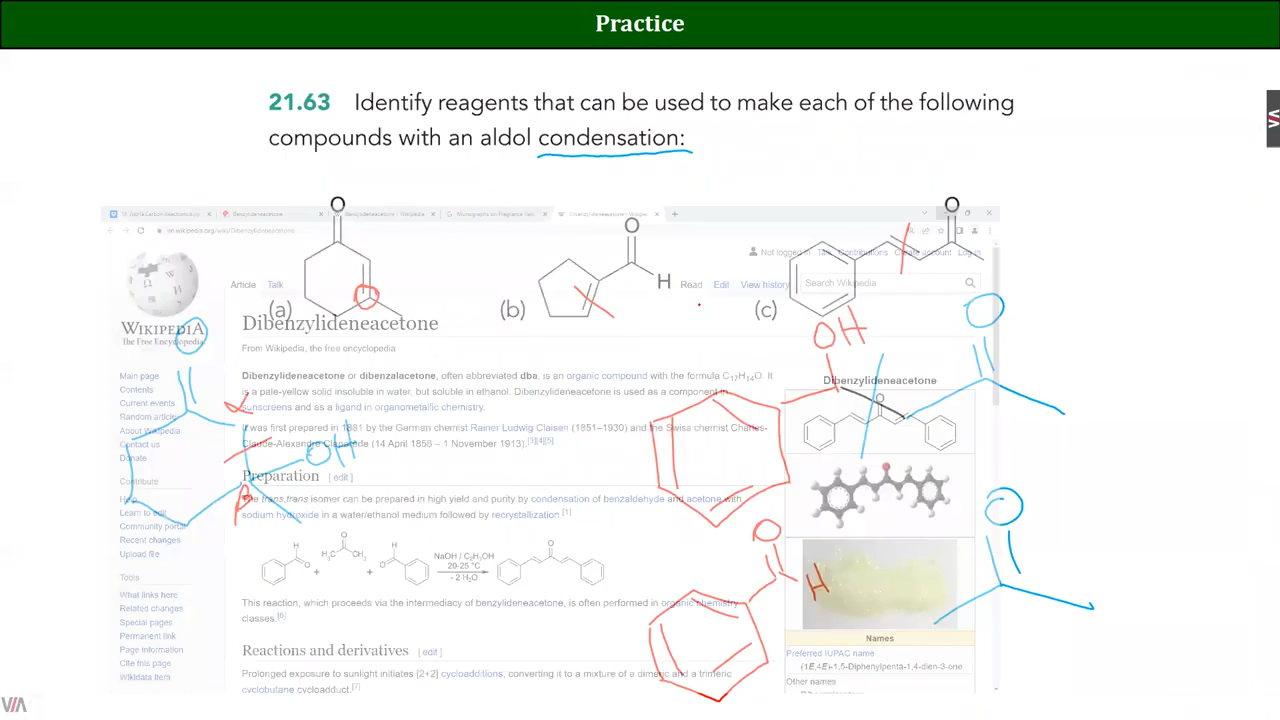 Practice
21.63 Identify reagents that can be used to make each of the following
compounds with an aldol condensation:
O
O
H
O
(a)
(b)
(c)
Dibenzylideneacetone - Wikipedia
Not logged in Talk Contributions Create account Log in
Article Talk
Read Edit View history
Search Wikipedia
WIKIPEDIA
The Free Encyclopedia
Dibenzylideneacetone
From Wikipedia, the free encyclopedia
Main page
Contents
Current events
Random article
About Wikipedia
Contact us
Donate
Contribute
Help
Learn to edit
Community portal
Recent changes
Upload file
Tools
What links here
Related changes
Special pages
Permanent link
Page information
Cite this page
Wikidata item
Dibenzylideneacetone or dibenzalacetone, often abbreviated dba, is an organic compound with the formula C17H14O. It
is a pale-yellow solid insoluble in water, but soluble in ethanol. Dibenzylideneacetone is used as a component in
sunscreens and as a ligand in organometallic chemistry.
It was first prepared in 1881 by the German chemist Rainer Ludwig Claisen (1851–1930) and the Swiss chemist Charles-
Claude-Alexandre Claparède (14 April 1858 – 1 November 1913).[3][4][5]
Preparation [ edit ]
The trans,trans isomer can be prepared in high yield and purity by condensation of benzaldehyde and acetone with
sodium hydroxide in a water/ethanol medium followed by recrystallization.[1]
H
O
+
O
H3C CH3
+
H
O
NaOH / C2H5OH
20-25 °C
- 2 H2O
O
This reaction, which proceeds via the intermediacy of benzylideneacetone, is often performed in organic chemistry
classes.[6]
Reactions and derivatives [ edit ]
Prolonged exposure to sunlight initiates [2+2] cycloadditions, converting it to a mixture of dimeric and a trimeric
cyclobutane cycloaduct.[7]
Dibenzylideneacetone
O
Names
Preferred IUPAC name
(1E,4E)-1,5-Diphenylpenta-1,4-dien-3-one
Other names
O
α
OH
β
OH
O
O
H
O
VIA